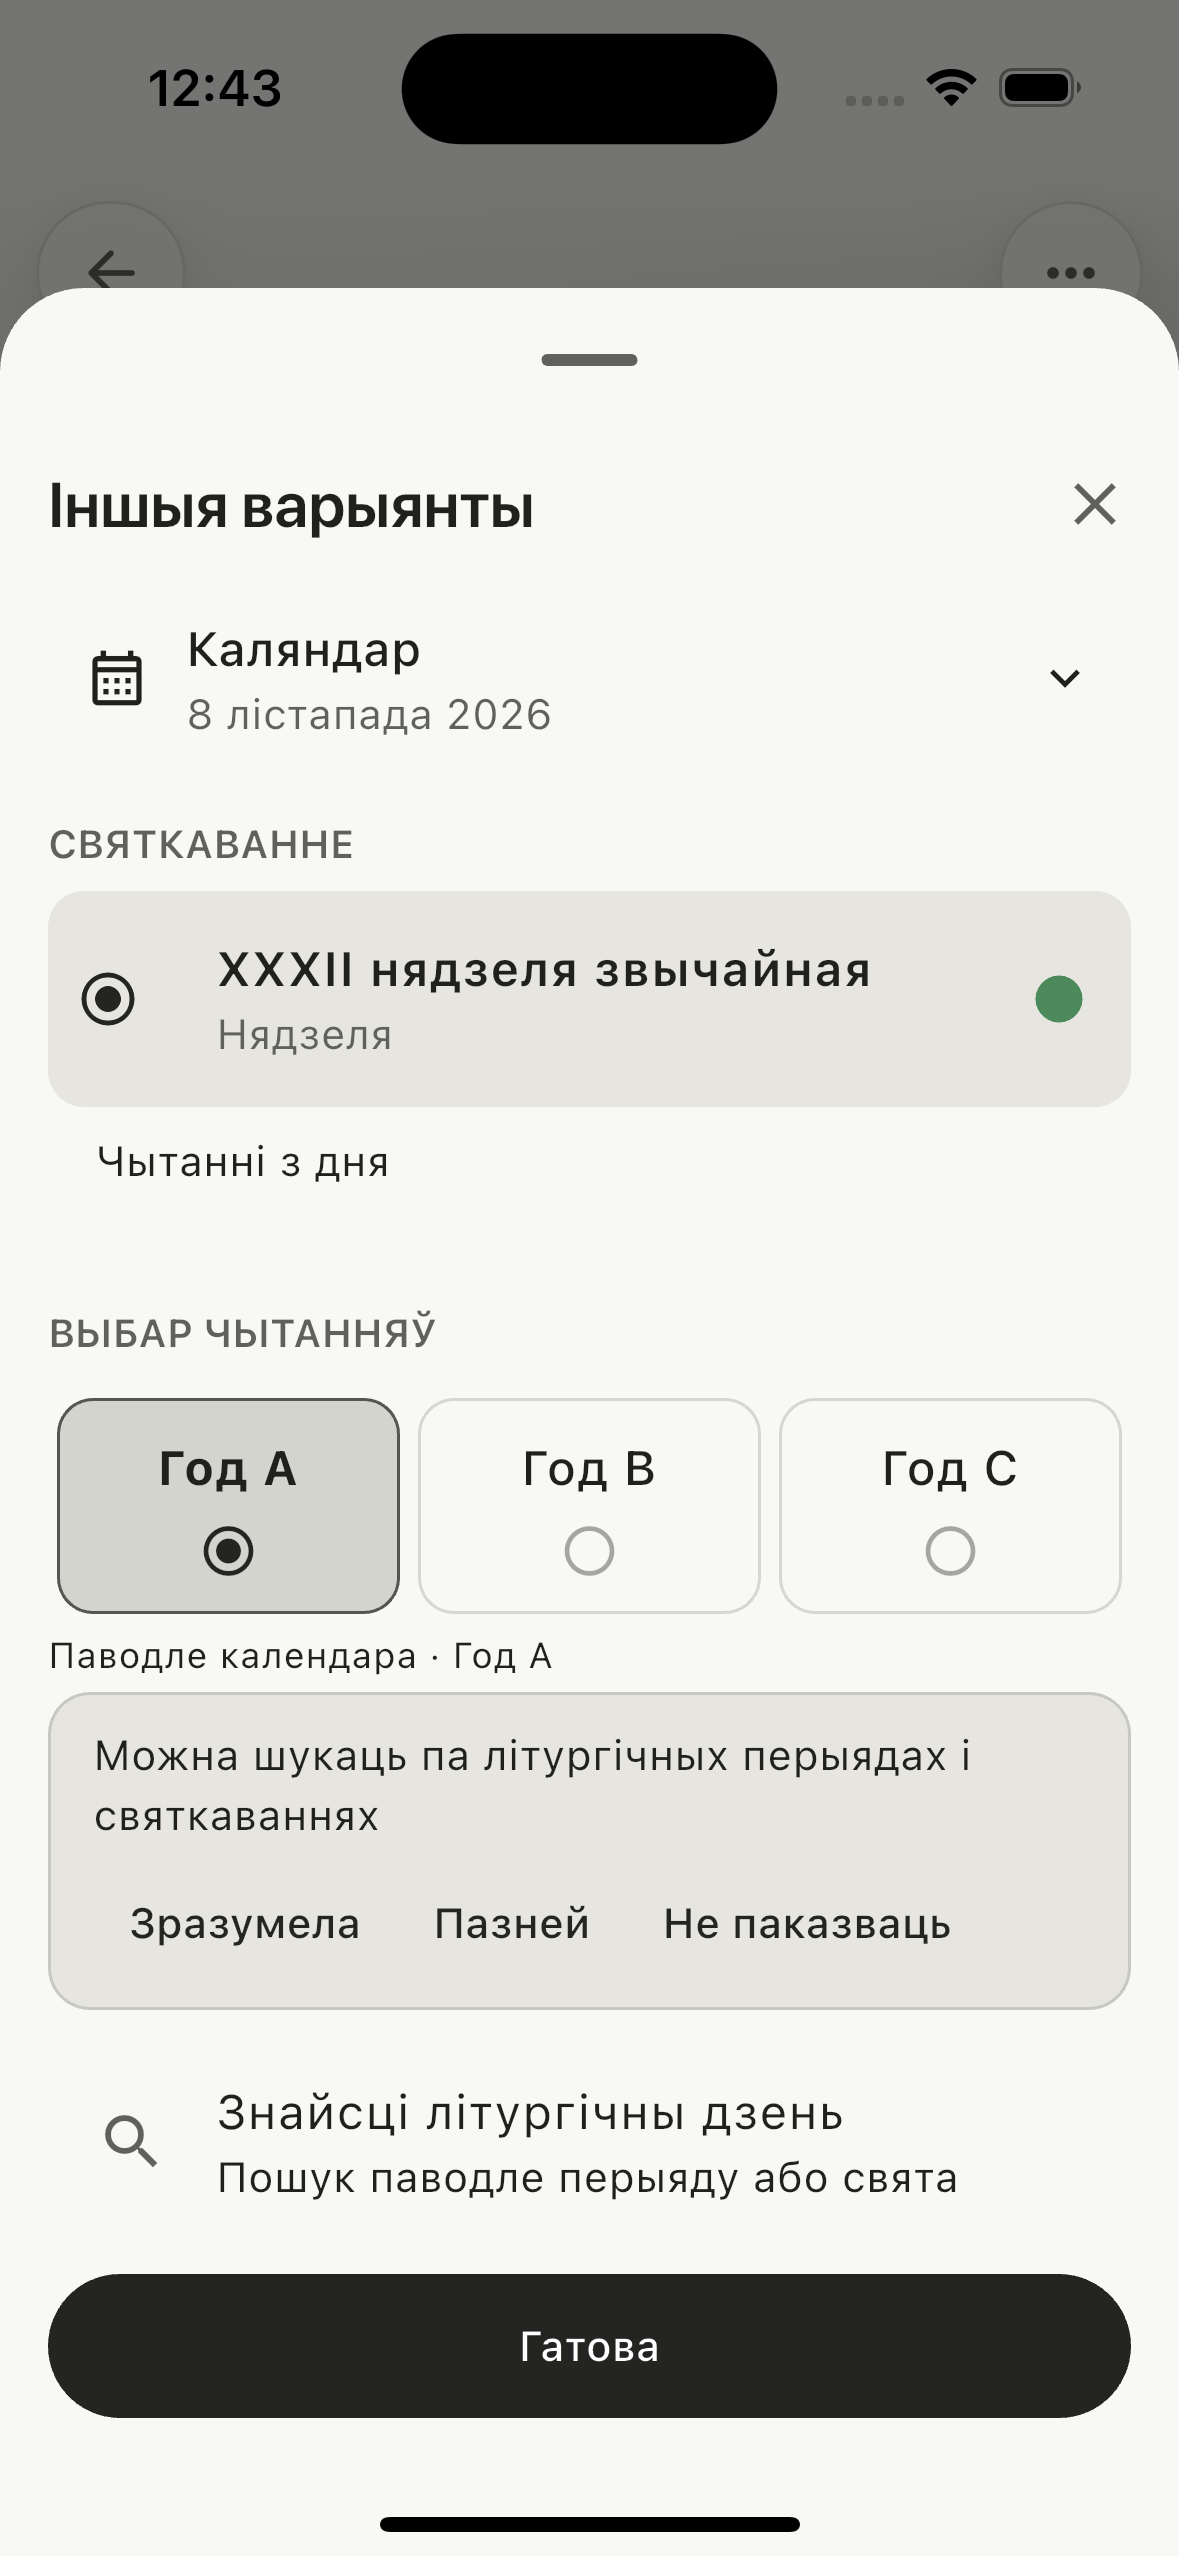 12:43
Іншыя варыянты
Каляндар
8 лістапада 2026
СВЯТКАВАННЕ
XXXII нядзеля звычайная
Нядзеля
Чытанні з дня
ВЫБАР ЧЫТАННЯЎ
Год A
Год B
Год C
Паводле календара · Год A
Можна шукаць па літургічных перыядах і
святкаваннях
Зразумела
Пазней
Не паказваць
Знайсці літургічны дзень
Пошук паводле перыяду або свята
Гатова